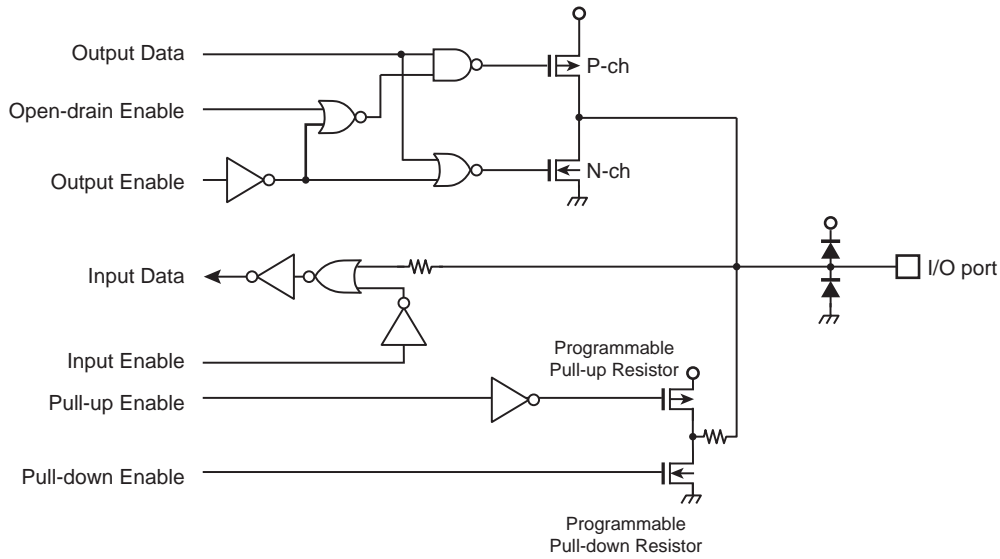 Output Data
P-ch
Open-drain Enable
Output Enable
N-ch
Input Data
I/O port
Input Enable
Programmable
Pull-up Resistor
Pull-up Enable
Pull-down Enable
Programmable
Pull-down Resistor